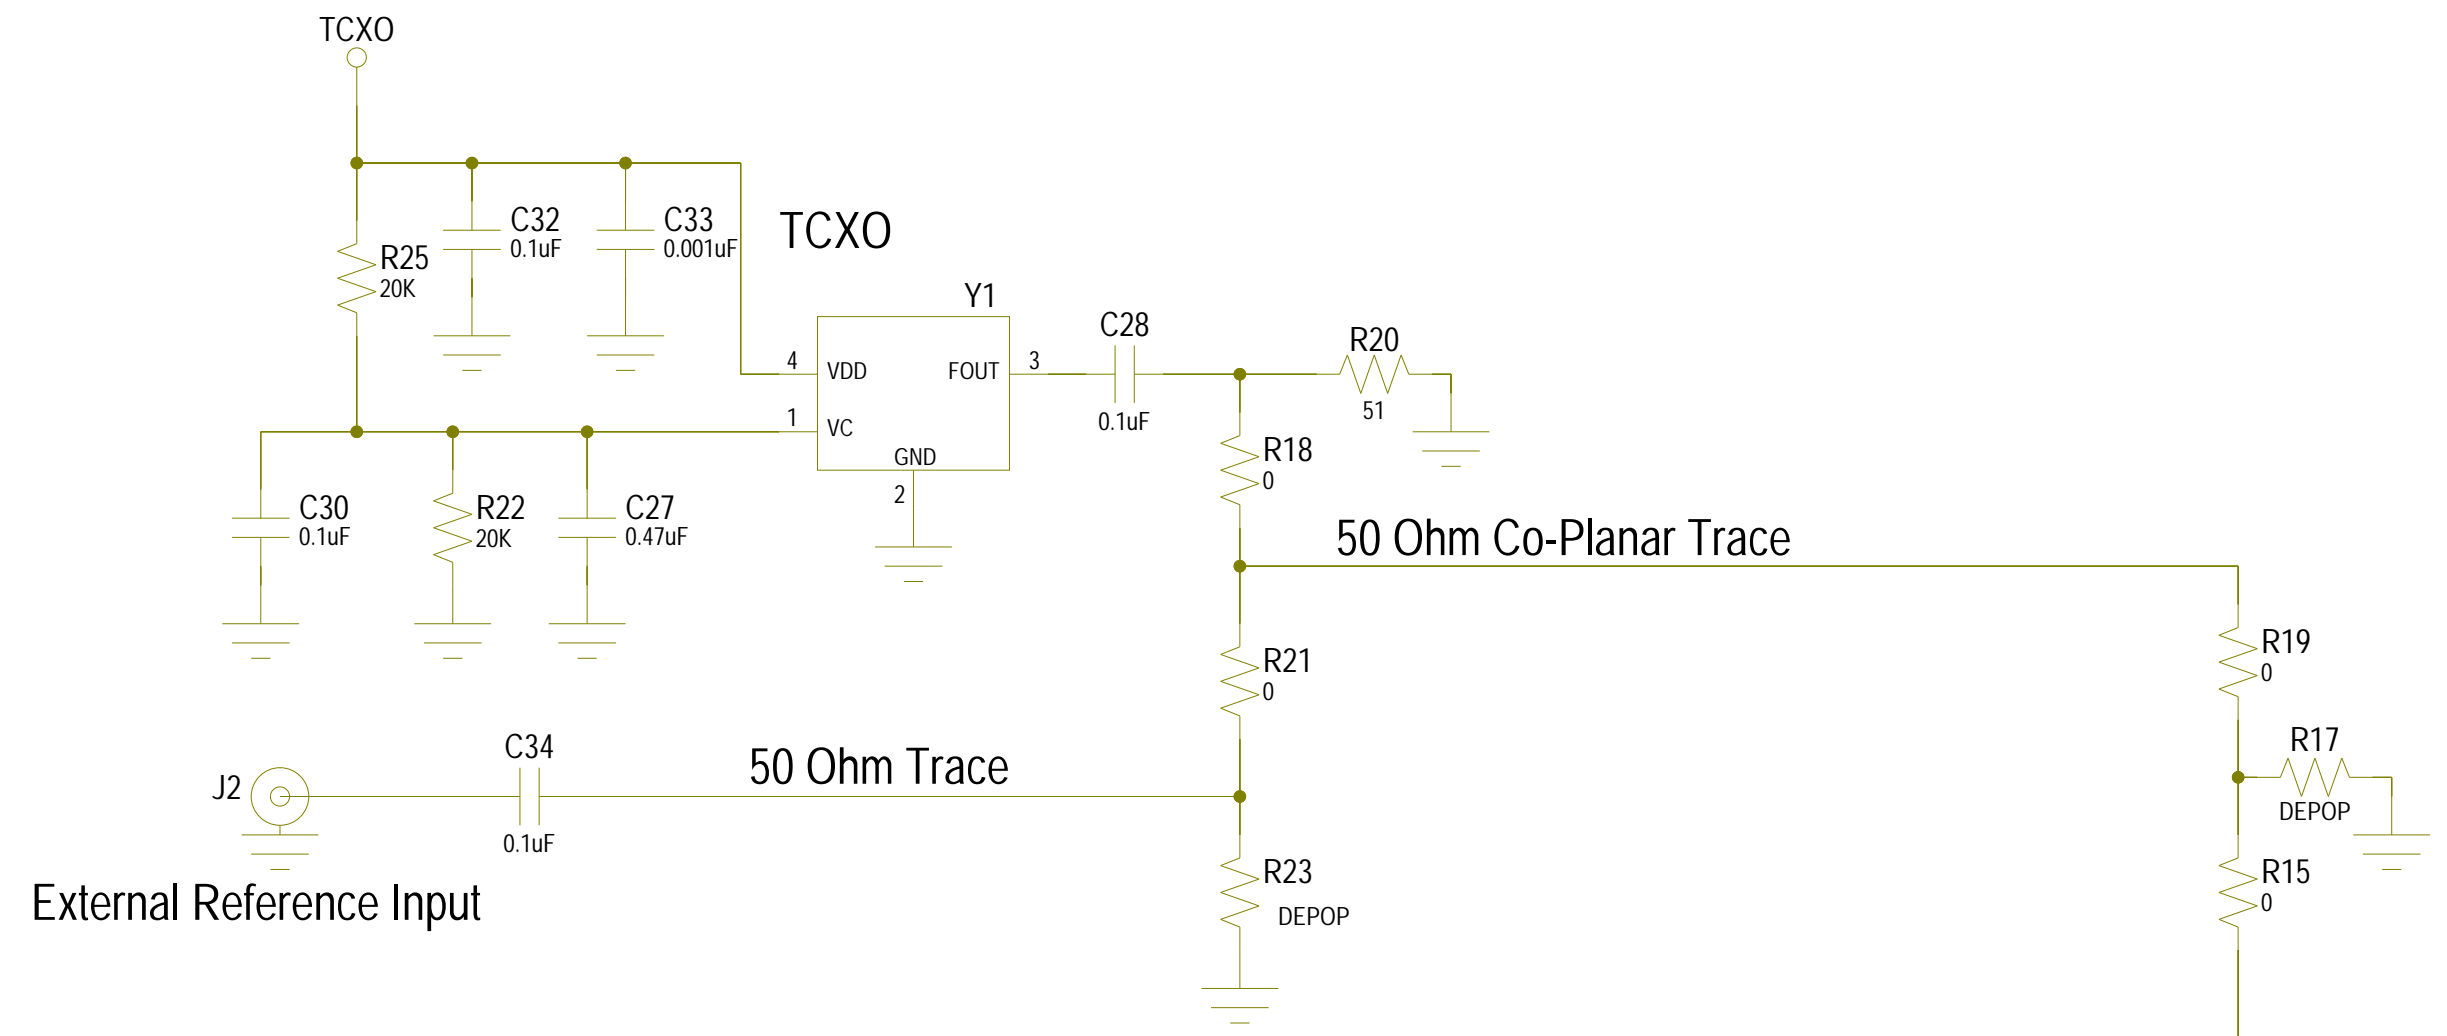 TCXO
C32
0.1uF
C33
0.001uF
TCXO
R25
20K
Y1
4
VDD
FOUT
3
1
VC
GND
2
C28
0.1uF
R20
51
R18
0
C30
0.1uF
R22
20K
C27
0.47uF
50 Ohm Co-Planar Trace
R21
0
R19
0
C34
0.1uF
50 Ohm Trace
J2
R17
DEPOP
External Reference Input
R23
DEPOP
R15
0